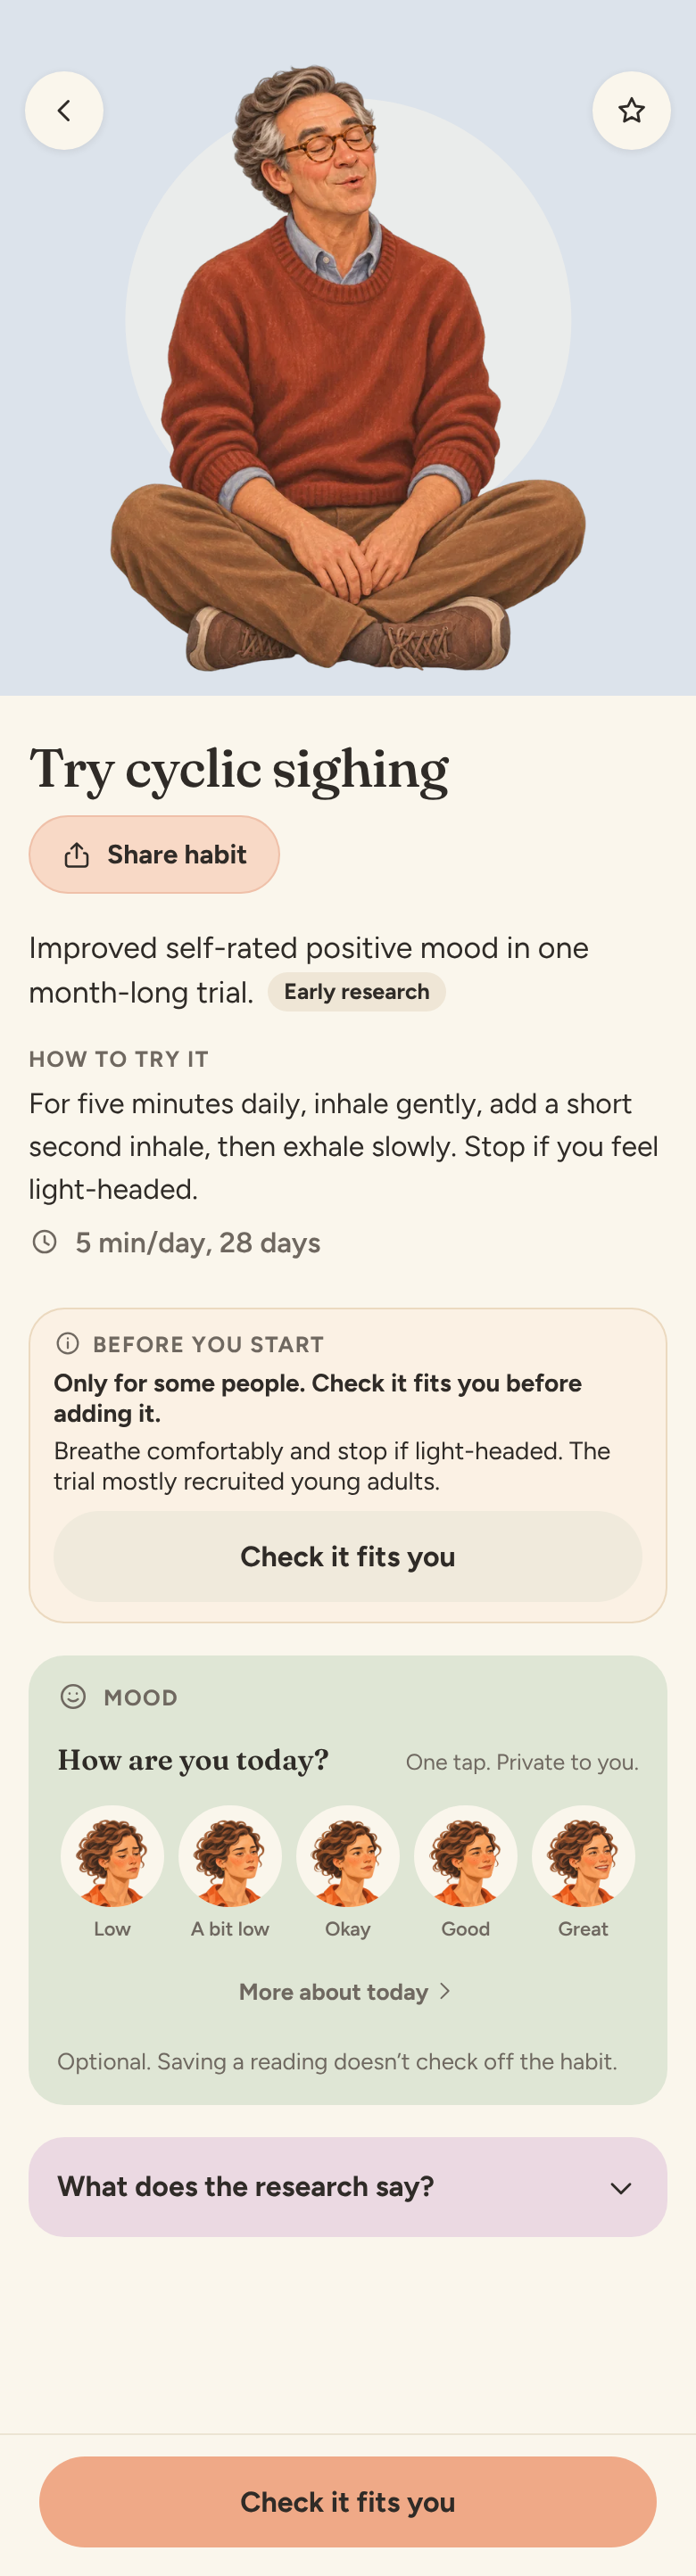 Try cyclic sighing
Share habit
Improved self-rated positive mood in one
month-long trial. Early research
HOW TO TRY IT
For five minutes daily, inhale gently, add a short
second inhale, then exhale slowly. Stop if you feel
light-headed.
5 min/day, 28 days
BEFORE YOU START
Only for some people. Check it fits you before
adding it.
Breathe comfortably and stop if light-headed. The
trial mostly recruited young adults.
Check it fits you
MOOD
How are you today? One tap. Private to you.
Low A bit low Okay Good Great
More about today
Optional. Saving a reading doesn’t check off the habit.
What does the research say?
Check it fits you